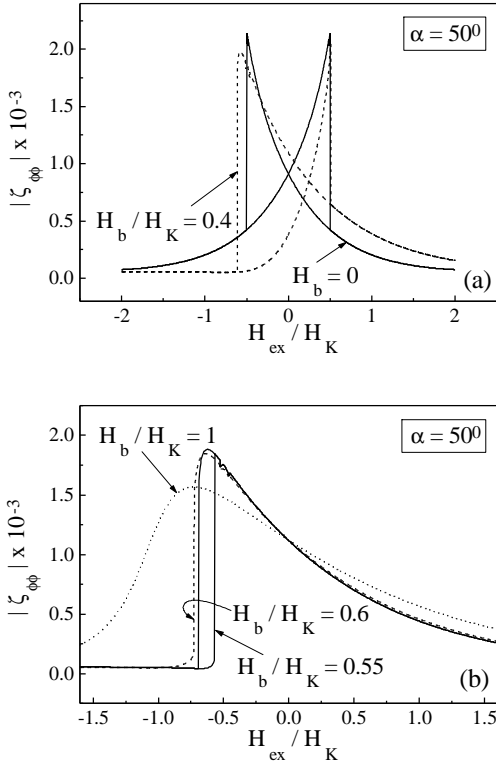 α = 50⁰
2.0
1.5
1.0
0.5
0.0
| ζ_ϕϕ | x 10⁻³
H_b / H_K = 0.4
H_b = 0
(a)
-2 -1 0 1 2
H_ex / H_K
H_b / H_K = 1
α = 50⁰
2.0
1.5
1.0
0.5
0.0
| ζ_ϕϕ | x 10⁻³
H_b / H_K = 0.6
H_b / H_K = 0.55
(b)
-1.5 -1.0 -0.5 0.0 0.5 1.0 1.5
H_ex / H_K